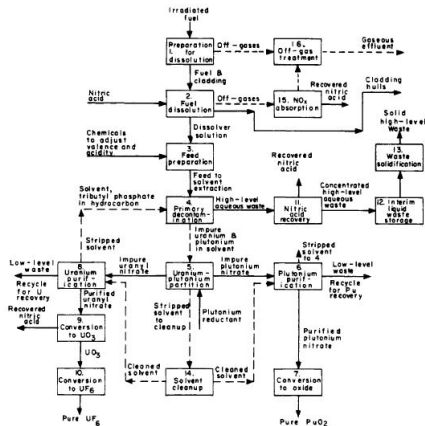 Irradiated
fuel
Preparation
1. for
dissolution
Off-gases
16.
Off-gas
treatment
Gaseous
effluent
Fuel &
cladding
Nitric
acid
2.
Fuel
dissolution
Off-gases
15. NOx
absorption
Recovered
nitric acid
Cladding
hulls
Dissolver
solution
Chemicals
to adjust
valence and
acidity
3.
Feed
preparation
Feed to
solvent
extraction
Solid
high-level
waste
13.
Waste
solidification
Recovered
nitric acid
Solvent,
tributyl phosphate
in hydrocarbon
4.
Primary
decontam-
ination
High-level
aqueous waste
11.
Nitric acid
recovery
Concentrated
high-level
aqueous waste
12. Interim
liquid waste
storage
Stripped
solvent
Impure
uranium &
plutonium
in solvent
Stripped
solvent
to 4
Low-level
waste
8.
Uranium
purif-
ication
Impure
uranyl
nitrate
5.
Uranium-
plutonium
partition
Impure
plutonium
nitrate
6.
Plutonium
purif-
ication
Low-level
waste
Recycle
for U
recovery
Purified
uranyl
nitrate
Stripped
solvent
to
cleanup
Plutonium
reductant
Recycle
for Pu
recovery
Recovered
nitric acid
9.
Conversion
to UO3
UO3
Purified
plutonium
nitrate
10.
Conversion
to UF6
Cleaned
solvent
14.
Solvent
cleanup
Cleaned
solvent
7.
Conversion
to oxide
Pure UF6
Pure PuO2